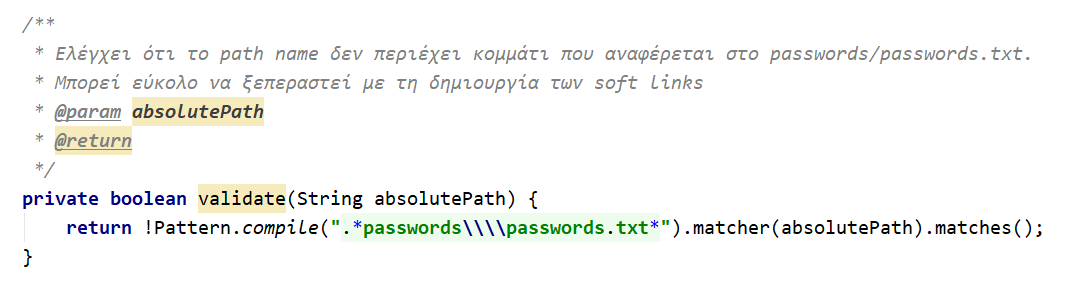 /**
* Ελέγχει ότι το path name δεν περιέχει κομμάτι που αναφέρεται στο passwords/passwords.txt.
* Μπορεί εύκολο να ξεπεραστεί με τη δημιουργία των soft links
* @param absolutePath
* @return
*/
private boolean validate(String absolutePath) {
return !Pattern.compile(".*passwords\\\\passwords.txt*").matcher(absolutePath).matches();
}